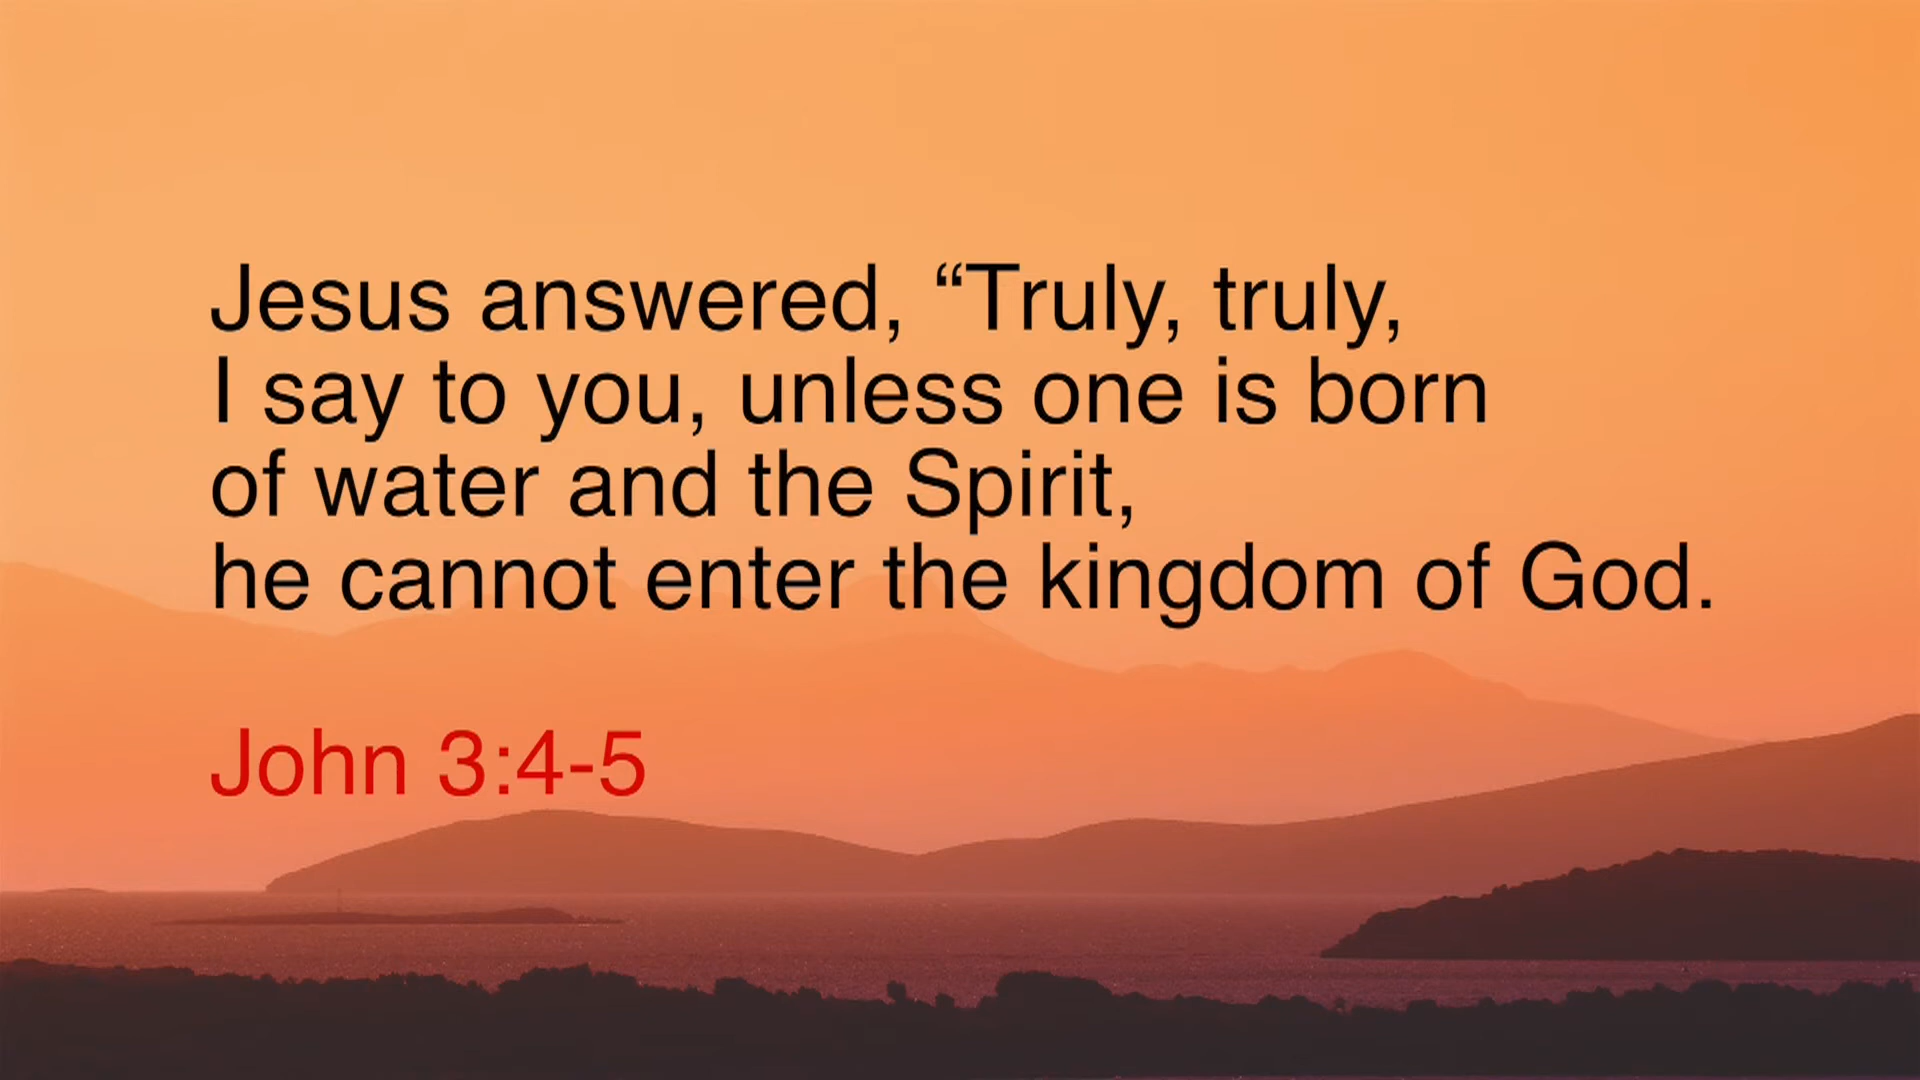 Jesus answered, “Truly, truly,
I say to you, unless one is born
of water and the Spirit,
he cannot enter the kingdom of God.
John 3:4-5